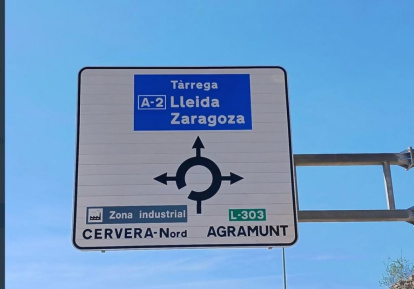 Tàrrega
A-2 Lleida
Zaragoza
Zona industrial
L-303
CERVERA-Nord
AGRAMUNT